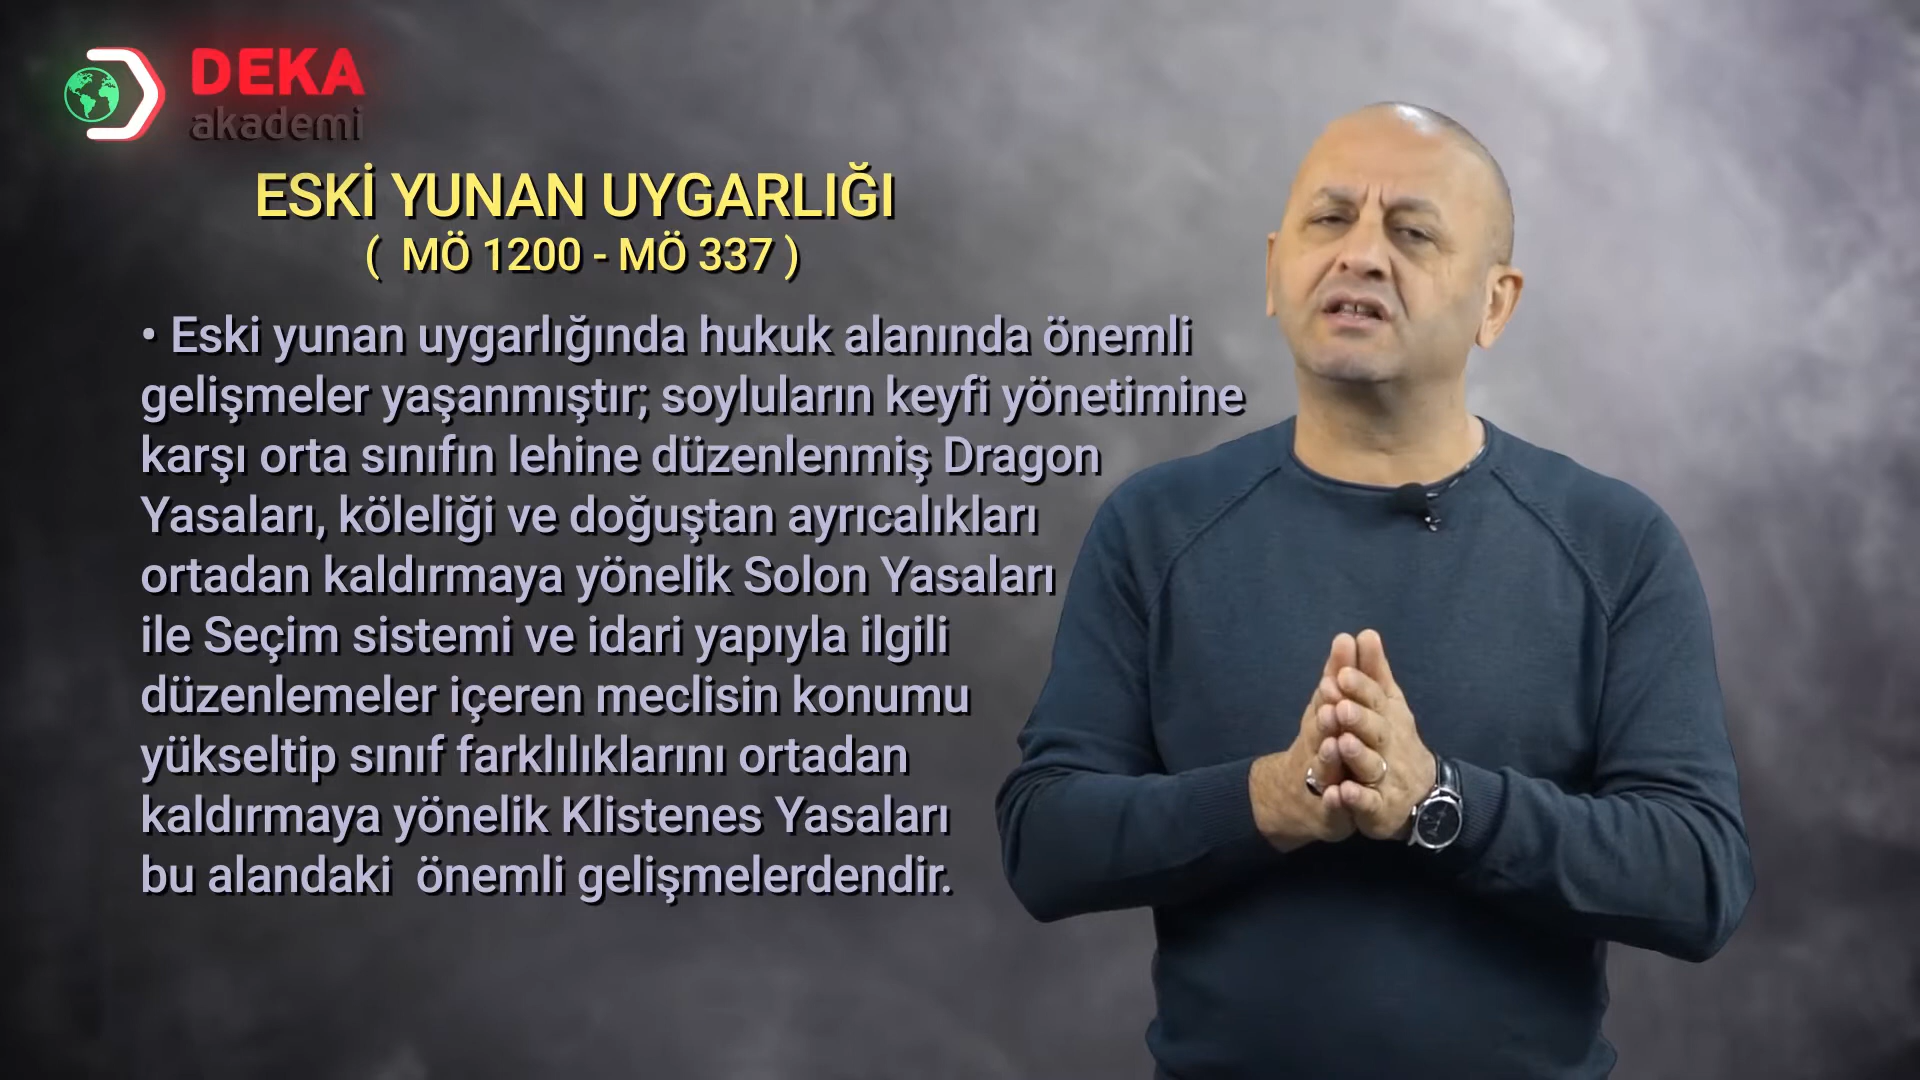 DEKA
akademi
ESKİ YUNAN UYGARLIĞI
( MÖ 1200 - MÖ 337 )
• Eski yunan uygarlığında hukuk alanında önemli
gelişmeler yaşanmıştır; soyluların keyfi yönetimine
karşı orta sınıfın lehine düzenlenmiş Dragon
Yasaları, köleliği ve doğuştan ayrıcalıkları
ortadan kaldırmaya yönelik Solon Yasaları
ile Seçim sistemi ve idari yapıyla ilgili
düzenlemeler içeren meclisin konumu
yükseltip sınıf farklılıklarını ortadan
kaldırmaya yönelik Klistenes Yasaları
bu alandaki önemli gelişmelerdendir.